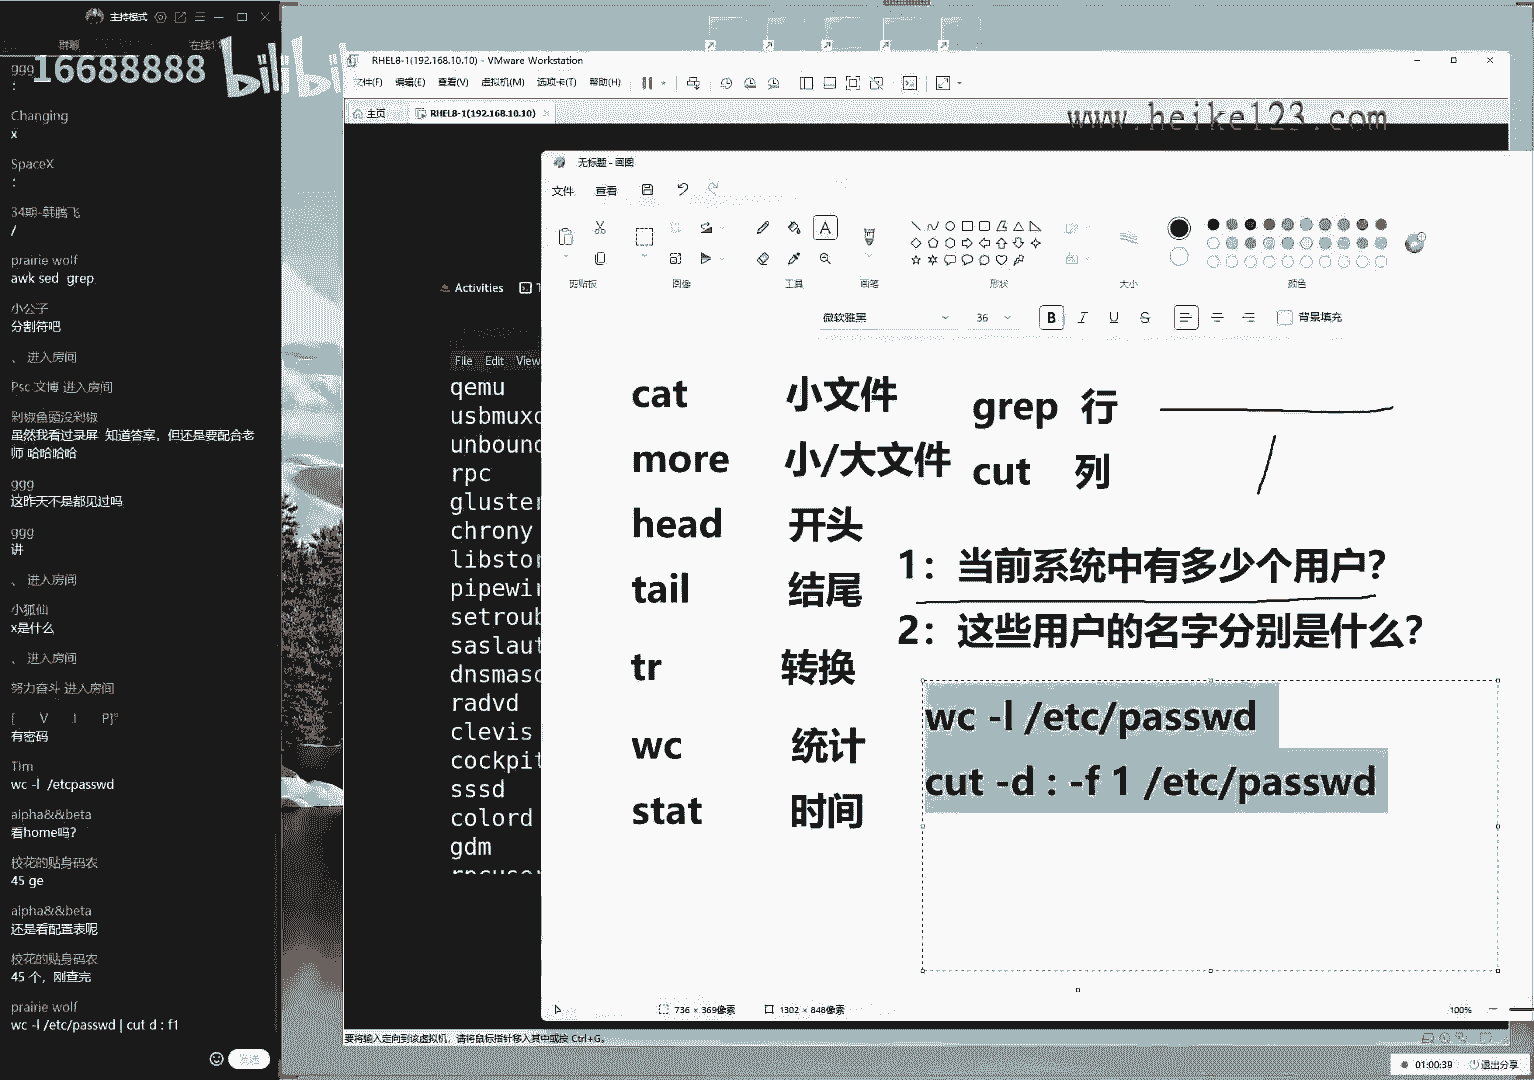 主持模式
群聊
在线1
16688888
bilibili
ggg
:
Changing
x
SpaceX
:
34期-韩腾飞
/
prairie wolf
awk sed grep
小公子
分割符吧
、 进入房间
Psc 文博 进入房间
剁椒鱼頭没剁椒
虽然我看过录屏 知道答案，但还是要配合老
师 哈哈哈哈
ggg
这昨天不是都见过吗
ggg
讲
、 进入房间
小狐仙
x是什么
、 进入房间
努力奋斗 进入房间
有密码
TIm
wc -l /etcpasswd
alpha&&beta
看home吗?
校花的贴身码农
45 ge
alpha&&beta
还是看配置表呢
校花的贴身码农
45 个，刚查完
prairie wolf
wc -l /etc/passwd | cut d : f1
发送
RHEL8-1(192.168.10.10) - VMware Workstation
文件(F) 编辑(E) 查看(V) 虚拟机(M) 选项卡(T) 帮助(H)
主页
RHEL8-1(192.168.10.10)
www.heike123.com
Activities
File Edit View
qemu
usbmuxd
unbound
rpc
gluster
chrony
libstor
pipewir
setroub
saslaut
dnsmasq
radvd
clevis
cockpit
sssd
colord
gdm
rpcuser
无标题 - 画图
文件 查看
剪贴板 图像 工具 画笔 形状 大小 颜色
微软雅黑 36 B I U S 背景填充
cat 小文件
more 小/大文件
head 开头
tail 结尾
tr 转换
wc 统计
stat 时间
grep 行
cut 列
1：当前系统中有多少个用户？
2：这些用户的名字分别是什么？
wc -l /etc/passwd
cut -d : -f 1 /etc/passwd
736 × 369像素
1302 × 848像素
100%
要将输入定向到该虚拟机，请将鼠标指针移入其中或按 Ctrl+G。
01:00:39
退出分享